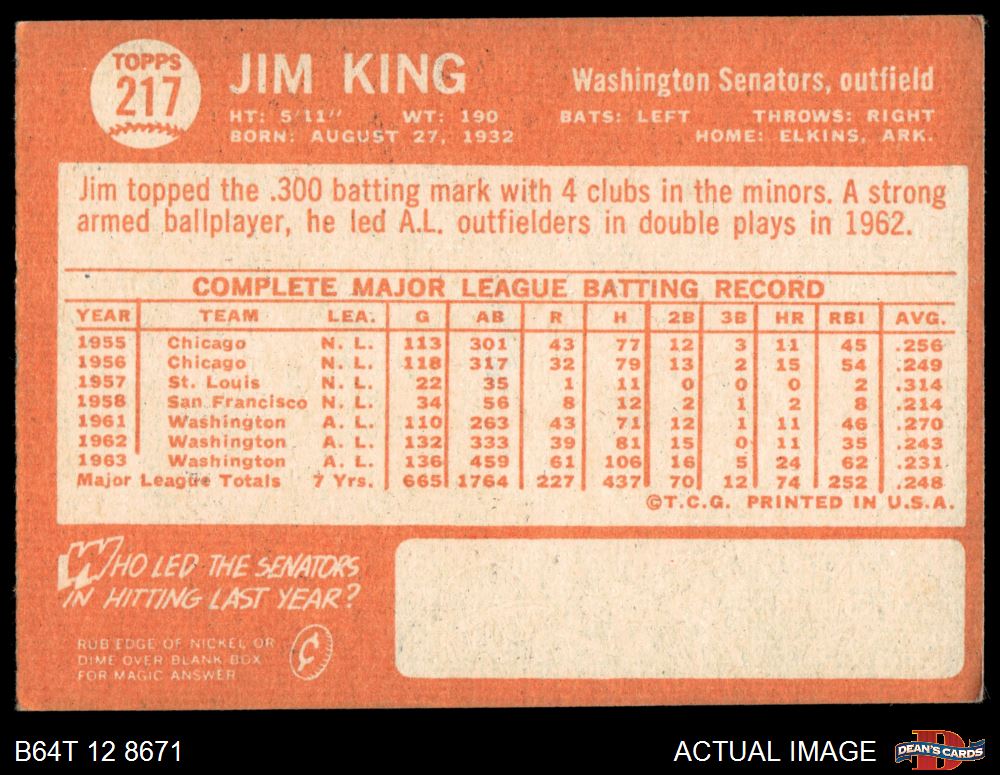 TOPPS
217
JIM KING
Washington Senators, outfield
HT: 5'11" WT: 190 BATS: LEFT THROWS: RIGHT
BORN: AUGUST 27, 1932 HOME: ELKINS, ARK.
Jim topped the .300 batting mark with 4 clubs in the minors. A strong
armed ballplayer, he led A.L. outfielders in double plays in 1962.
COMPLETE MAJOR LEAGUE BATTING RECORD
YEAR TEAM LEA. G AB R H 2B 3B HR RBI AVG.
1955 Chicago N. L. 113 301 43 77 12 3 11 45 .256
1956 Chicago N. L. 118 317 32 79 13 2 15 54 .249
1957 St. Louis N. L. 22 35 1 11 0 0 0 2 .314
1958 San Francisco N. L. 34 56 8 12 2 1 2 8 .214
1961 Washington A. L. 110 263 43 71 12 1 11 46 .270
1962 Washington A. L. 132 333 39 81 15 0 11 35 .243
1963 Washington A. L. 136 459 61 106 16 5 24 62 .231
Major League Totals 7 Yrs. 665 1764 227 437 70 12 74 252 .248
©T.C.G. PRINTED IN U.S.A.
WHO LED THE SENATORS
IN HITTING LAST YEAR?
RUB EDGE OF NICKEL OR
DIME OVER BLANK BOX
FOR MAGIC ANSWER
B64T 12 8671
ACTUAL IMAGE
D
DEAN'S CARDS